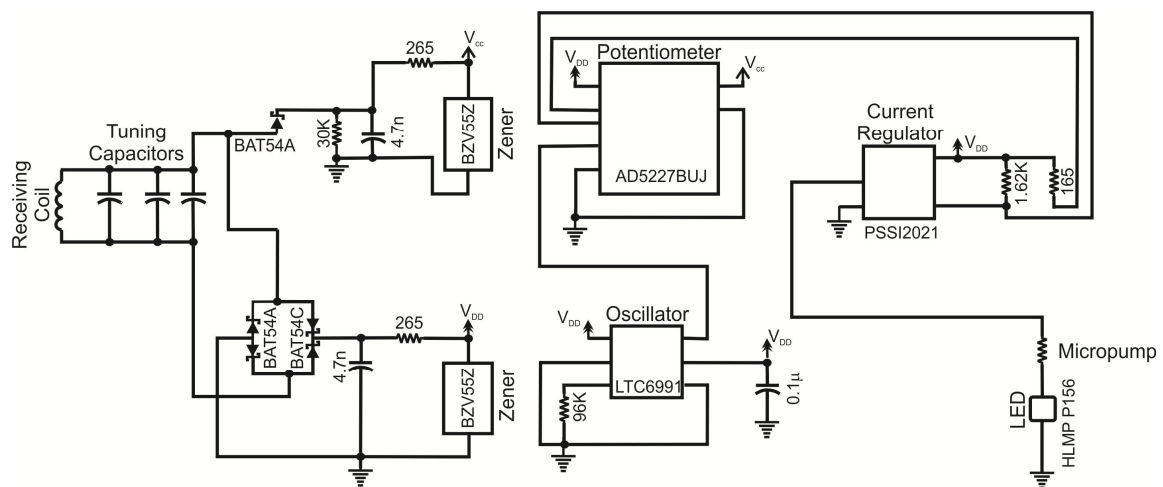 Receiving
Coil
Tuning
Capacitors
BAT54A
30K
4.7n
265
Vcc
BZV55Z
Zener
BAT54A
BAT54C
4.7n
265
VDD
BZV55Z
Zener
Potentiometer
VDD
Vcc
AD5227BUJ
Oscillator
VDD
LTC6991
96K
VDD
0.1µ
Current
Regulator
VDD
PSSI2021
1.62K
165
Micropump
LED
HLMP P156